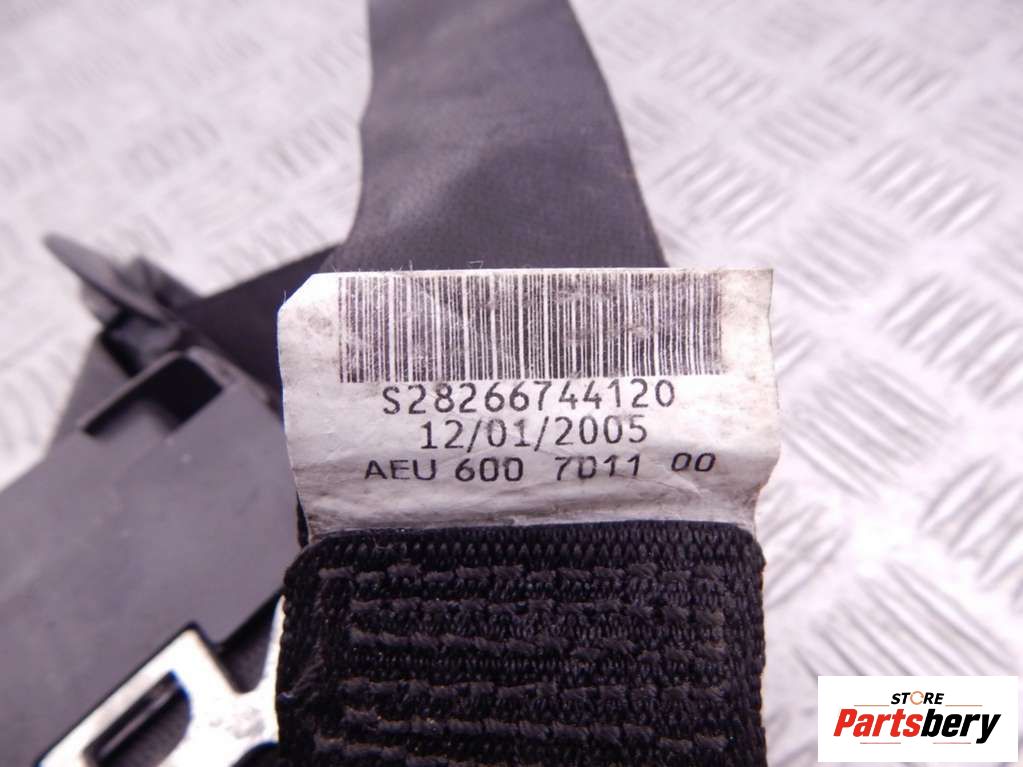 S28266744120
12/01/2005
AEU 600 7011 00
STORE
Partsbery